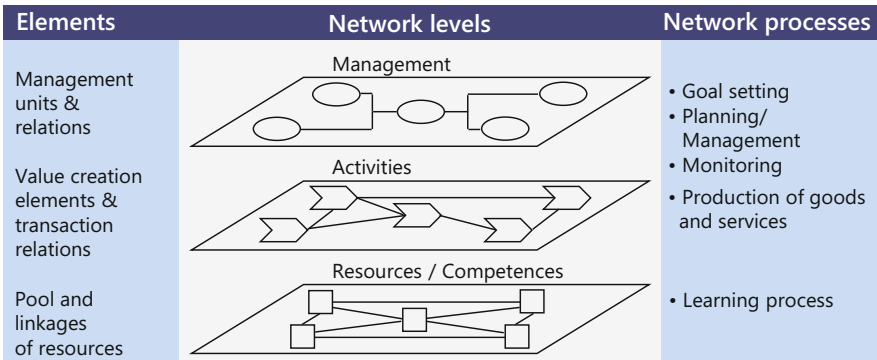 Elements
Network levels
Network processes
Management
units &
relations
Value creation
elements &
transaction
relations
Pool and
linkages
of resources
Management
Activities
Resources / Competences
• Goal setting
• Planning/
Management
• Monitoring
• Production of goods
and services
• Learning process